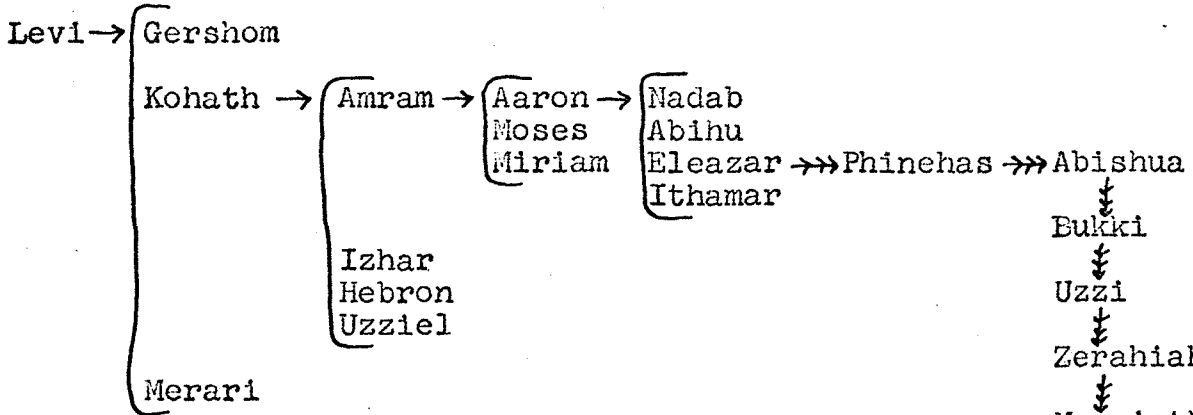 Levi→ Gershom
Kohath → Amram → Aaron → Nadab
Moses Abihu
Miriam Eleazar →→→ Phinehas →→→ Abishua
Ithamar
Bukki
Izhar
Hebron Uzzi
Uzziel
Zerahiah
Merari